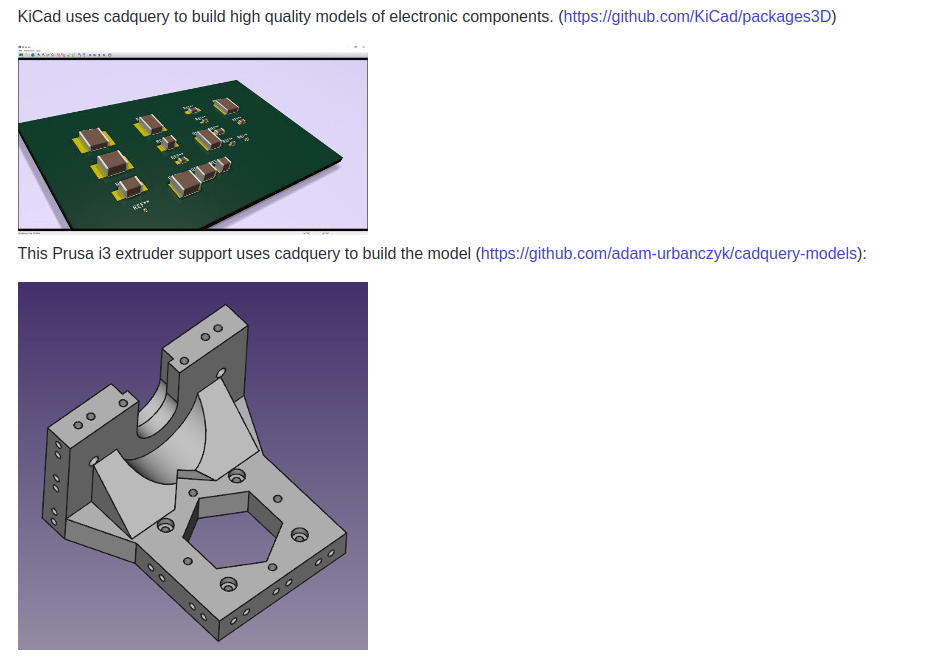 KiCad uses cadquery to build high quality models of electronic components. (https://github.com/KiCad/packages3D)
REF**
This Prusa i3 extruder support uses cadquery to build the model (https://github.com/adam-urbanczyk/cadquery-models):